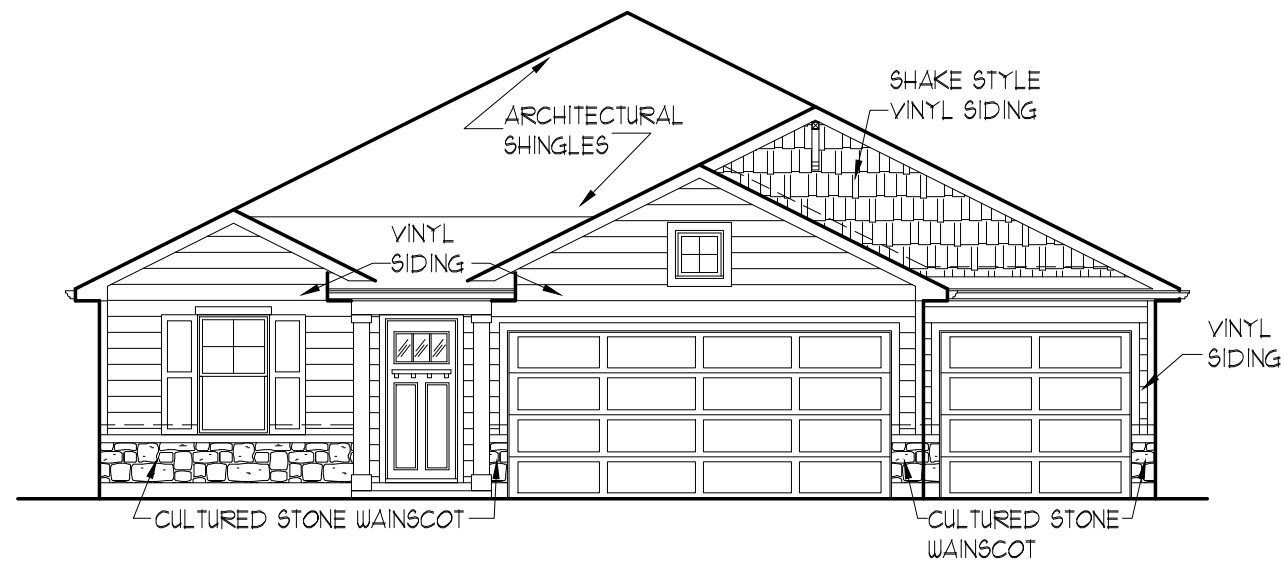 SHAKE STYLE
VINYL SIDING
ARCHITECTURAL
SHINGLES
VINYL
SIDING
VINYL
SIDING
CULTURED STONE WAINSCOT
CULTURED STONE
WAINSCOT